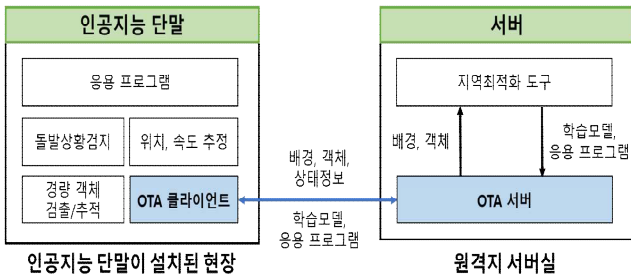 인공지능 단말
응용 프로그램
돌발상황검지
위치, 속도 추정
경량 객체
검출/추적
OTA 클라이언트
인공지능 단말이 설치된 현장
배경, 객체,
상태정보
학습모델,
응용 프로그램
서버
지역최적화 도구
배경, 객체
학습모델,
응용 프로그램
OTA 서버
원격지 서버실